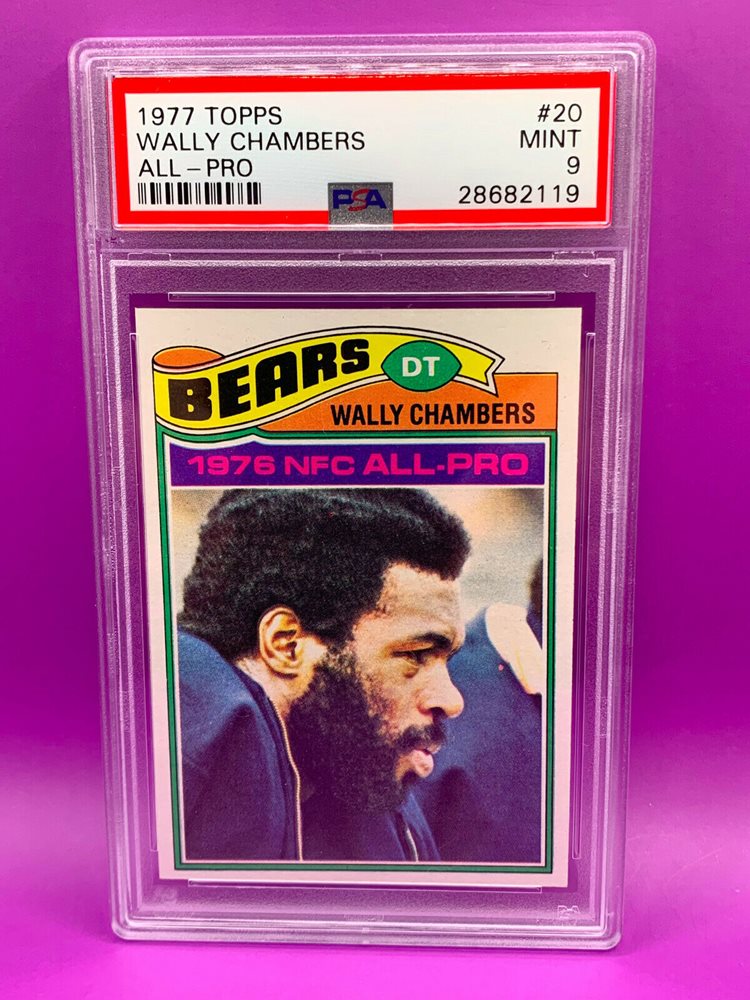 1977 TOPPS #20
WALLY CHAMBERS MINT
ALL-PRO 9
PSA 28682119
BEARS DT
WALLY CHAMBERS
1976 NFC ALL-PRO